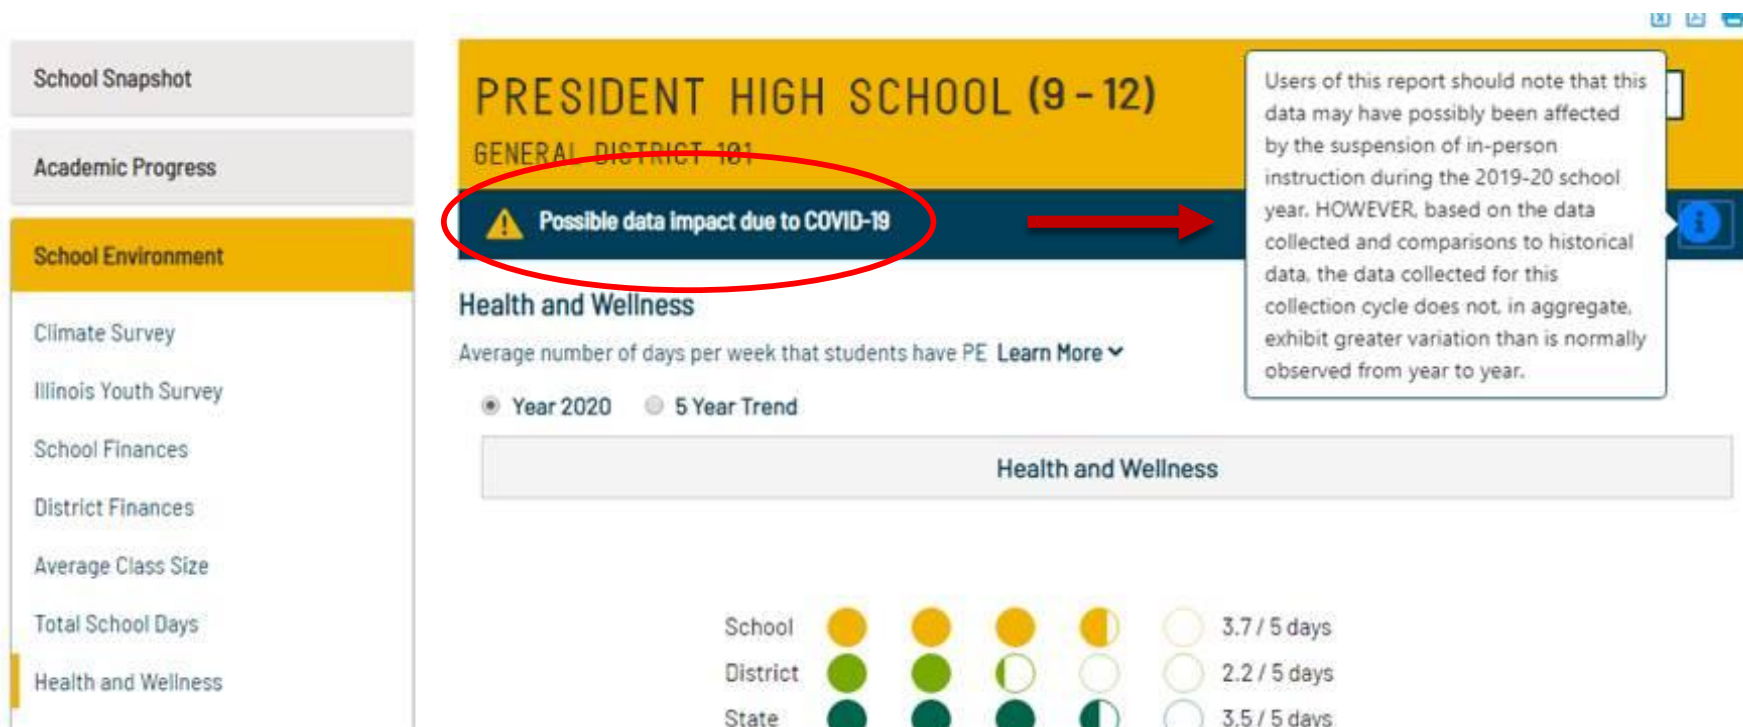 School Snapshot
Academic Progress
School Environment
Climate Survey
Illinois Youth Survey
School Finances
District Finances
Average Class Size
Total School Days
Health and Wellness
PRESIDENT HIGH SCHOOL (9 - 12)
GENERAL DISTRICT 101
Possible data impact due to COVID-19
Users of this report should note that this
data may have possibly been affected
by the suspension of in-person
instruction during the 2019-20 school
year. HOWEVER, based on the data
collected and comparisons to historical
data, the data collected for this
collection cycle does not, in aggregate,
exhibit greater variation than is normally
observed from year to year.
i
Health and Wellness
Average number of days per week that students have PE Learn More
Year 2020 5 Year Trend
Health and Wellness
School 3.7 / 5 days
District 2.2 / 5 days
State 3.5 / 5 days